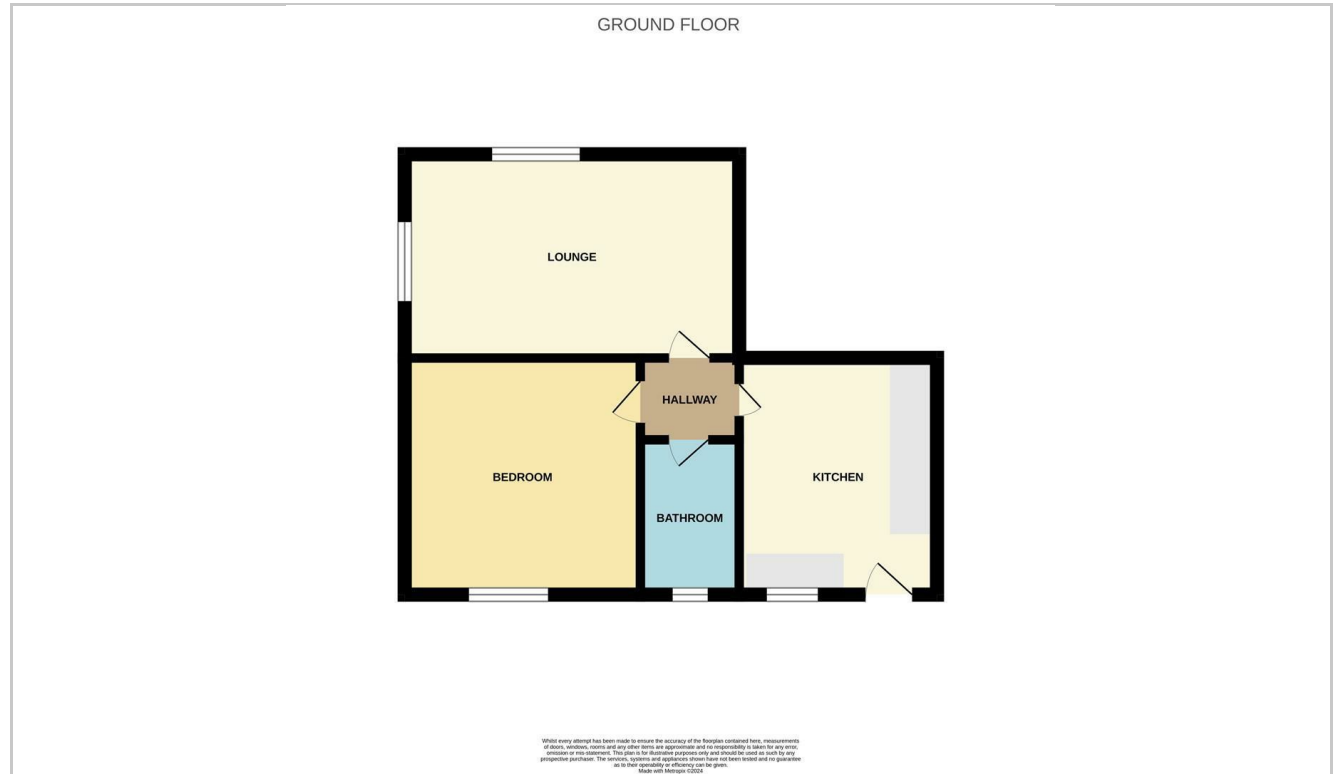 GROUND FLOOR
LOUNGE
HALLWAY
BEDROOM
KITCHEN
BATHROOM
Whilst every attempt has been made to ensure the accuracy of the floorplan contained here, measurements
of doors, windows, rooms and any other items are approximate and no responsibility is taken for any error,
omission or mis-statement. This plan is for illustrative purposes only and should be used as such by any
prospective purchaser. The services, systems and appliances shown have not been tested and no guarantee
as to their operability or efficiency can be given.
Made with Metropix ©2024